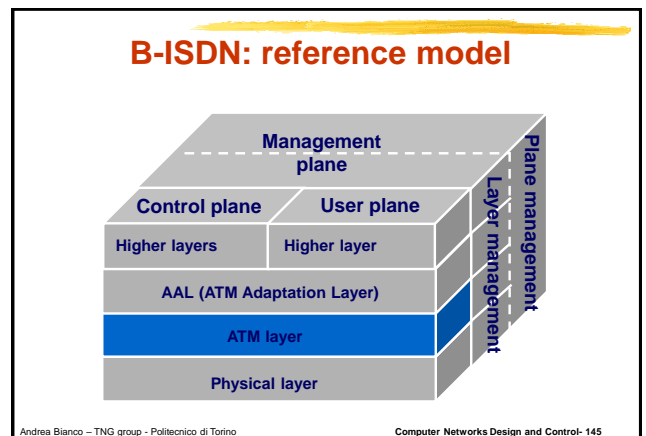 B-ISDN: reference model
Management
plane
Control plane
User plane
Higher layers
Higher layer
AAL (ATM Adaptation Layer)
ATM layer
Physical layer
Layer management
Plane management
Andrea Bianco – TNG group - Politecnico di Torino
Computer Networks Design and Control- 145